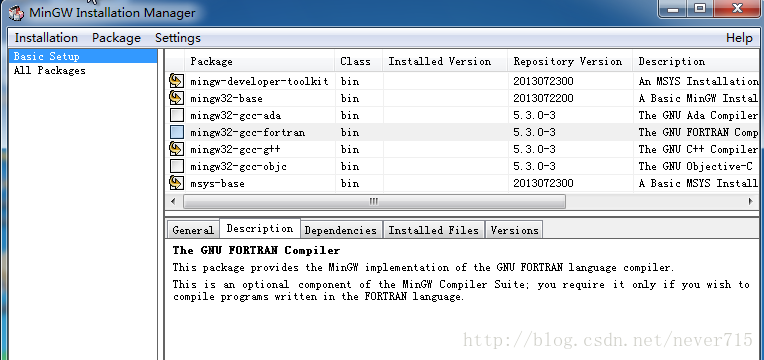 MinGW Installation Manager
Installation Package Settings Help
Basic Setup
All Packages
Package Class Installed Version Repository Version Description
mingw-developer-toolkit bin 2013072300 An MSYS Installation
mingw32-base bin 2013072200 A Basic MinGW Instal
mingw32-gcc-ada bin 5.3.0-3 The GNU Ada Compiler
mingw32-gcc-fortran bin 5.3.0-3 The GNU FORTRAN Comp
mingw32-gcc-g++ bin 5.3.0-3 The GNU C++ Compiler
mingw32-gcc-objc bin 5.3.0-3 The GNU Objective-C
msys-base bin 2013072300 A Basic MSYS Install
General Description Dependencies Installed Files Versions
The GNU FORTRAN Compiler
This package provides the MinGW implementation of the GNU FORTRAN language compiler.
This is an optional component of the MinGW Compiler Suite; you require it only if you wish to
compile programs written in the FORTRAN language.
http://blog.csdn.net/never715